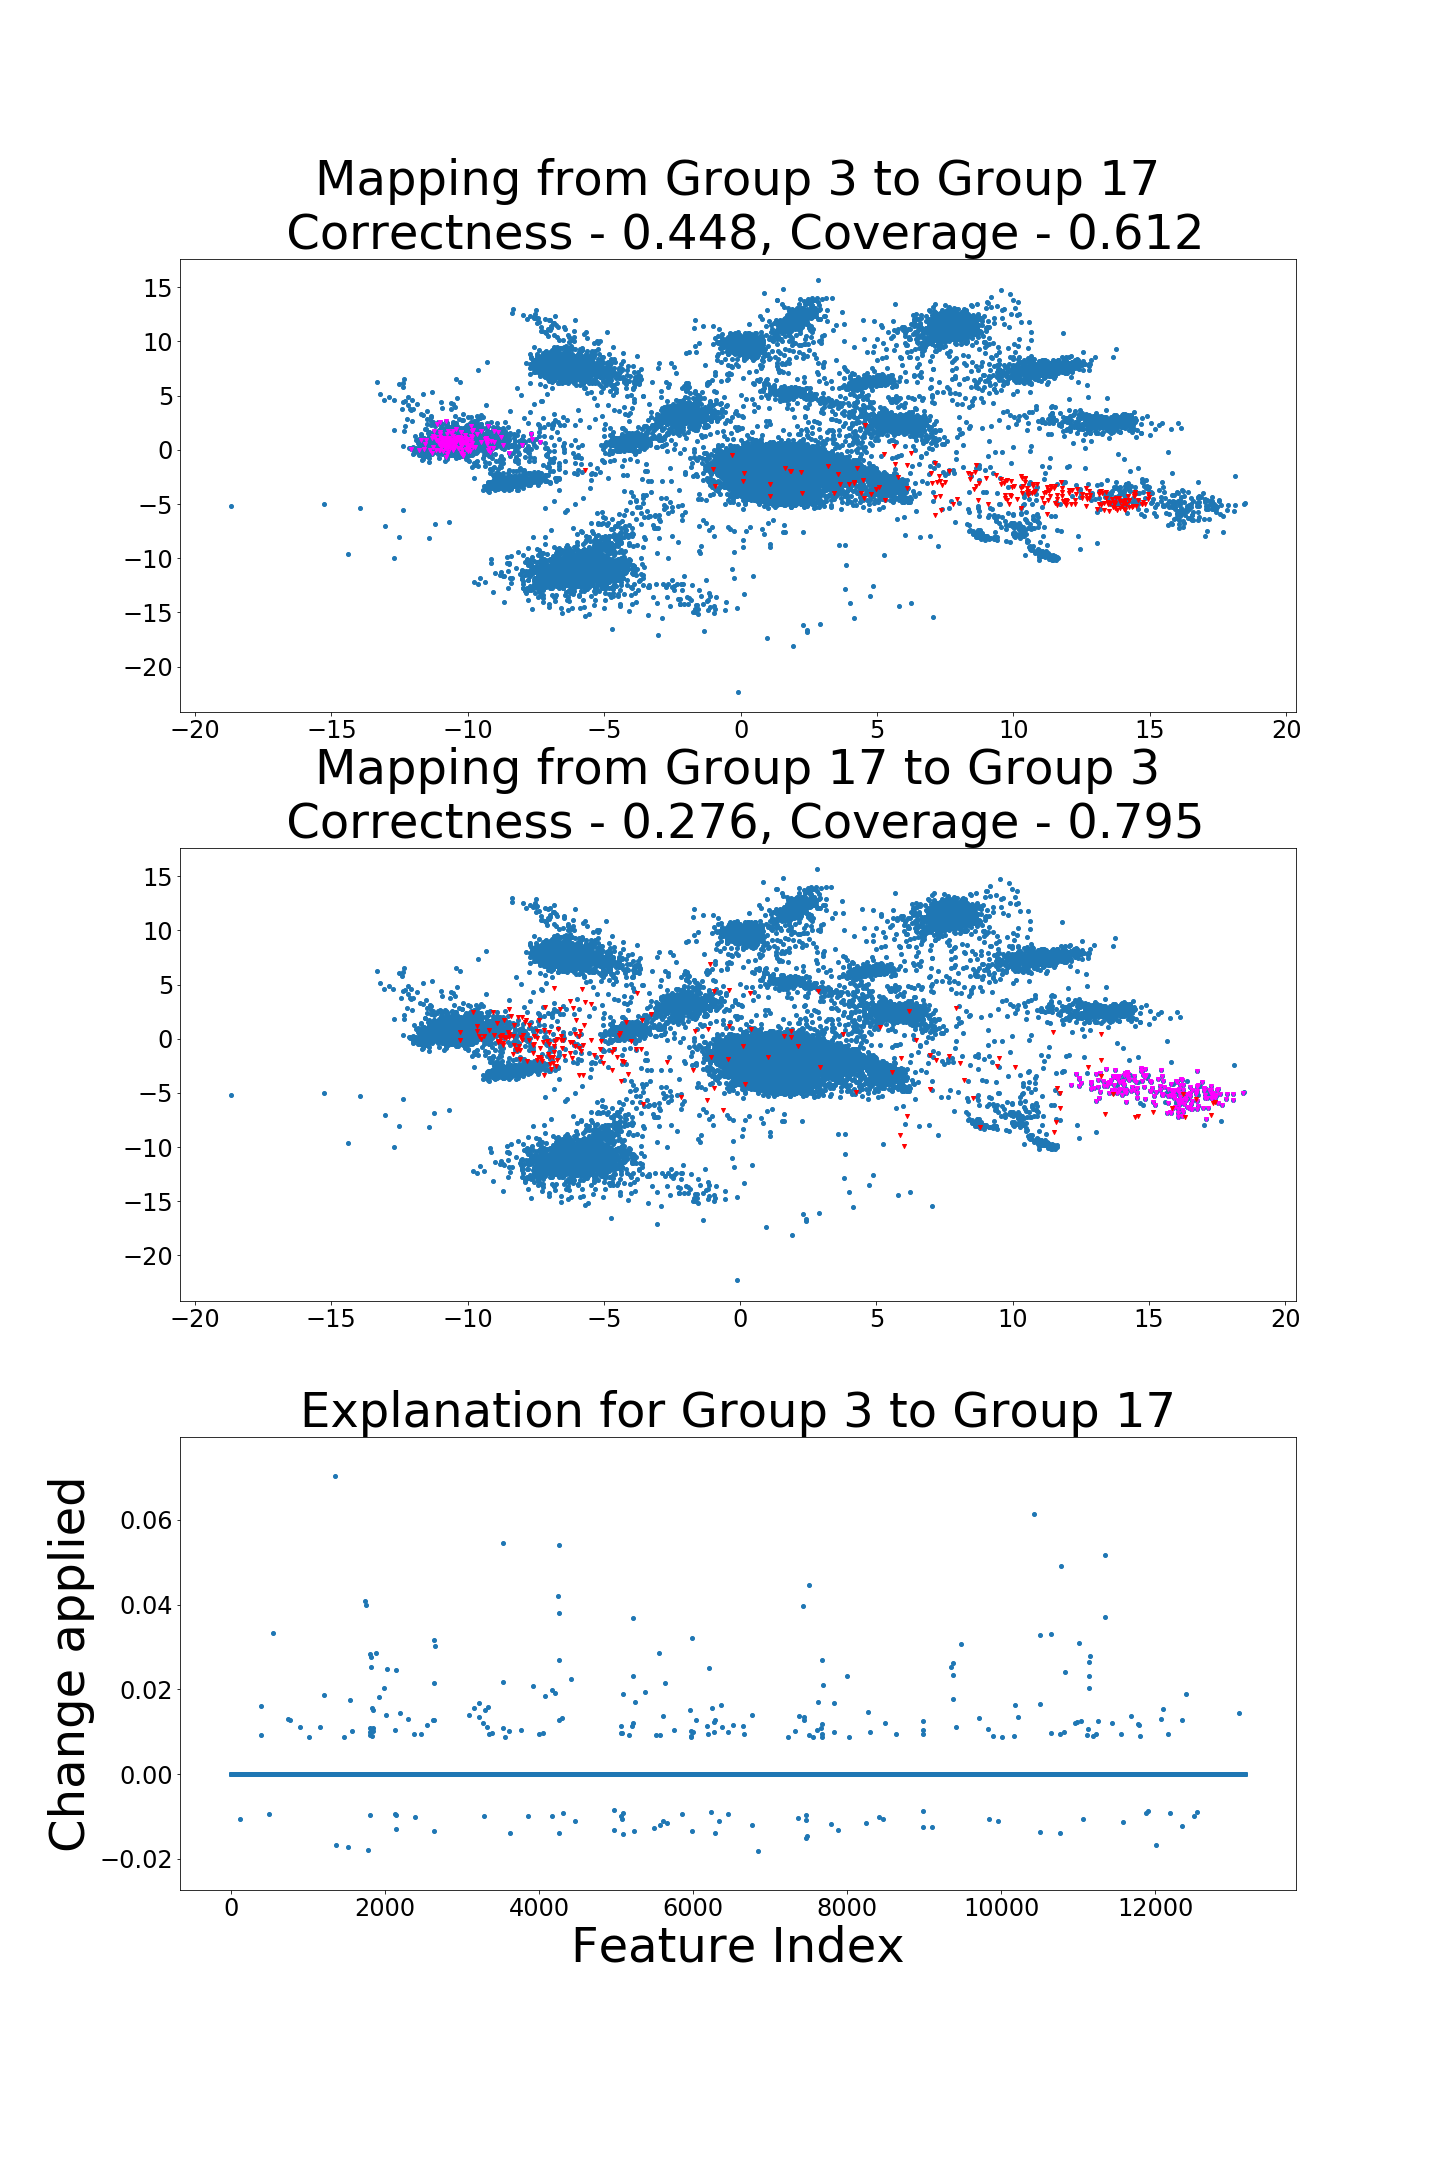 Mapping from Group 3 to Group 17
Correctness - 0.448, Coverage - 0.612
15
10
5
0
−5
−10
−15
−20
−20 −15 −10 −5 0 5 10 15 20
Mapping from Group 17 to Group 3
Correctness - 0.276, Coverage - 0.795
15
10
5
0
−5
−10
−15
−20
−20 −15 −10 −5 0 5 10 15 20
Explanation for Group 3 to Group 17
Change applied
0.06
0.04
0.02
0.00
−0.02
0 2000 4000 6000 8000 10000 12000
Feature Index